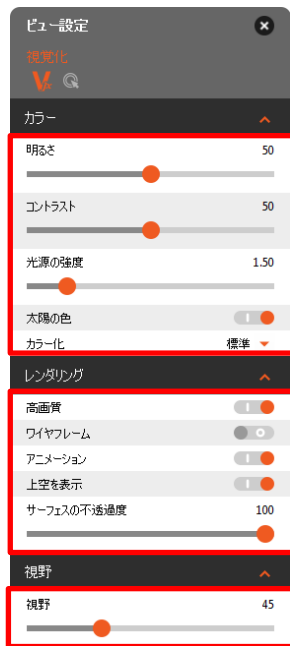 ビュー設定
視覚化
Vfx
カラー
明るさ 50
コントラスト 50
光源の強度 1.50
太陽の色
カラー化 標準
レンダリング
高画質
ワイヤフレーム
アニメーション
上空を表示
サーフェスの不透過度 100
視野
視野 45